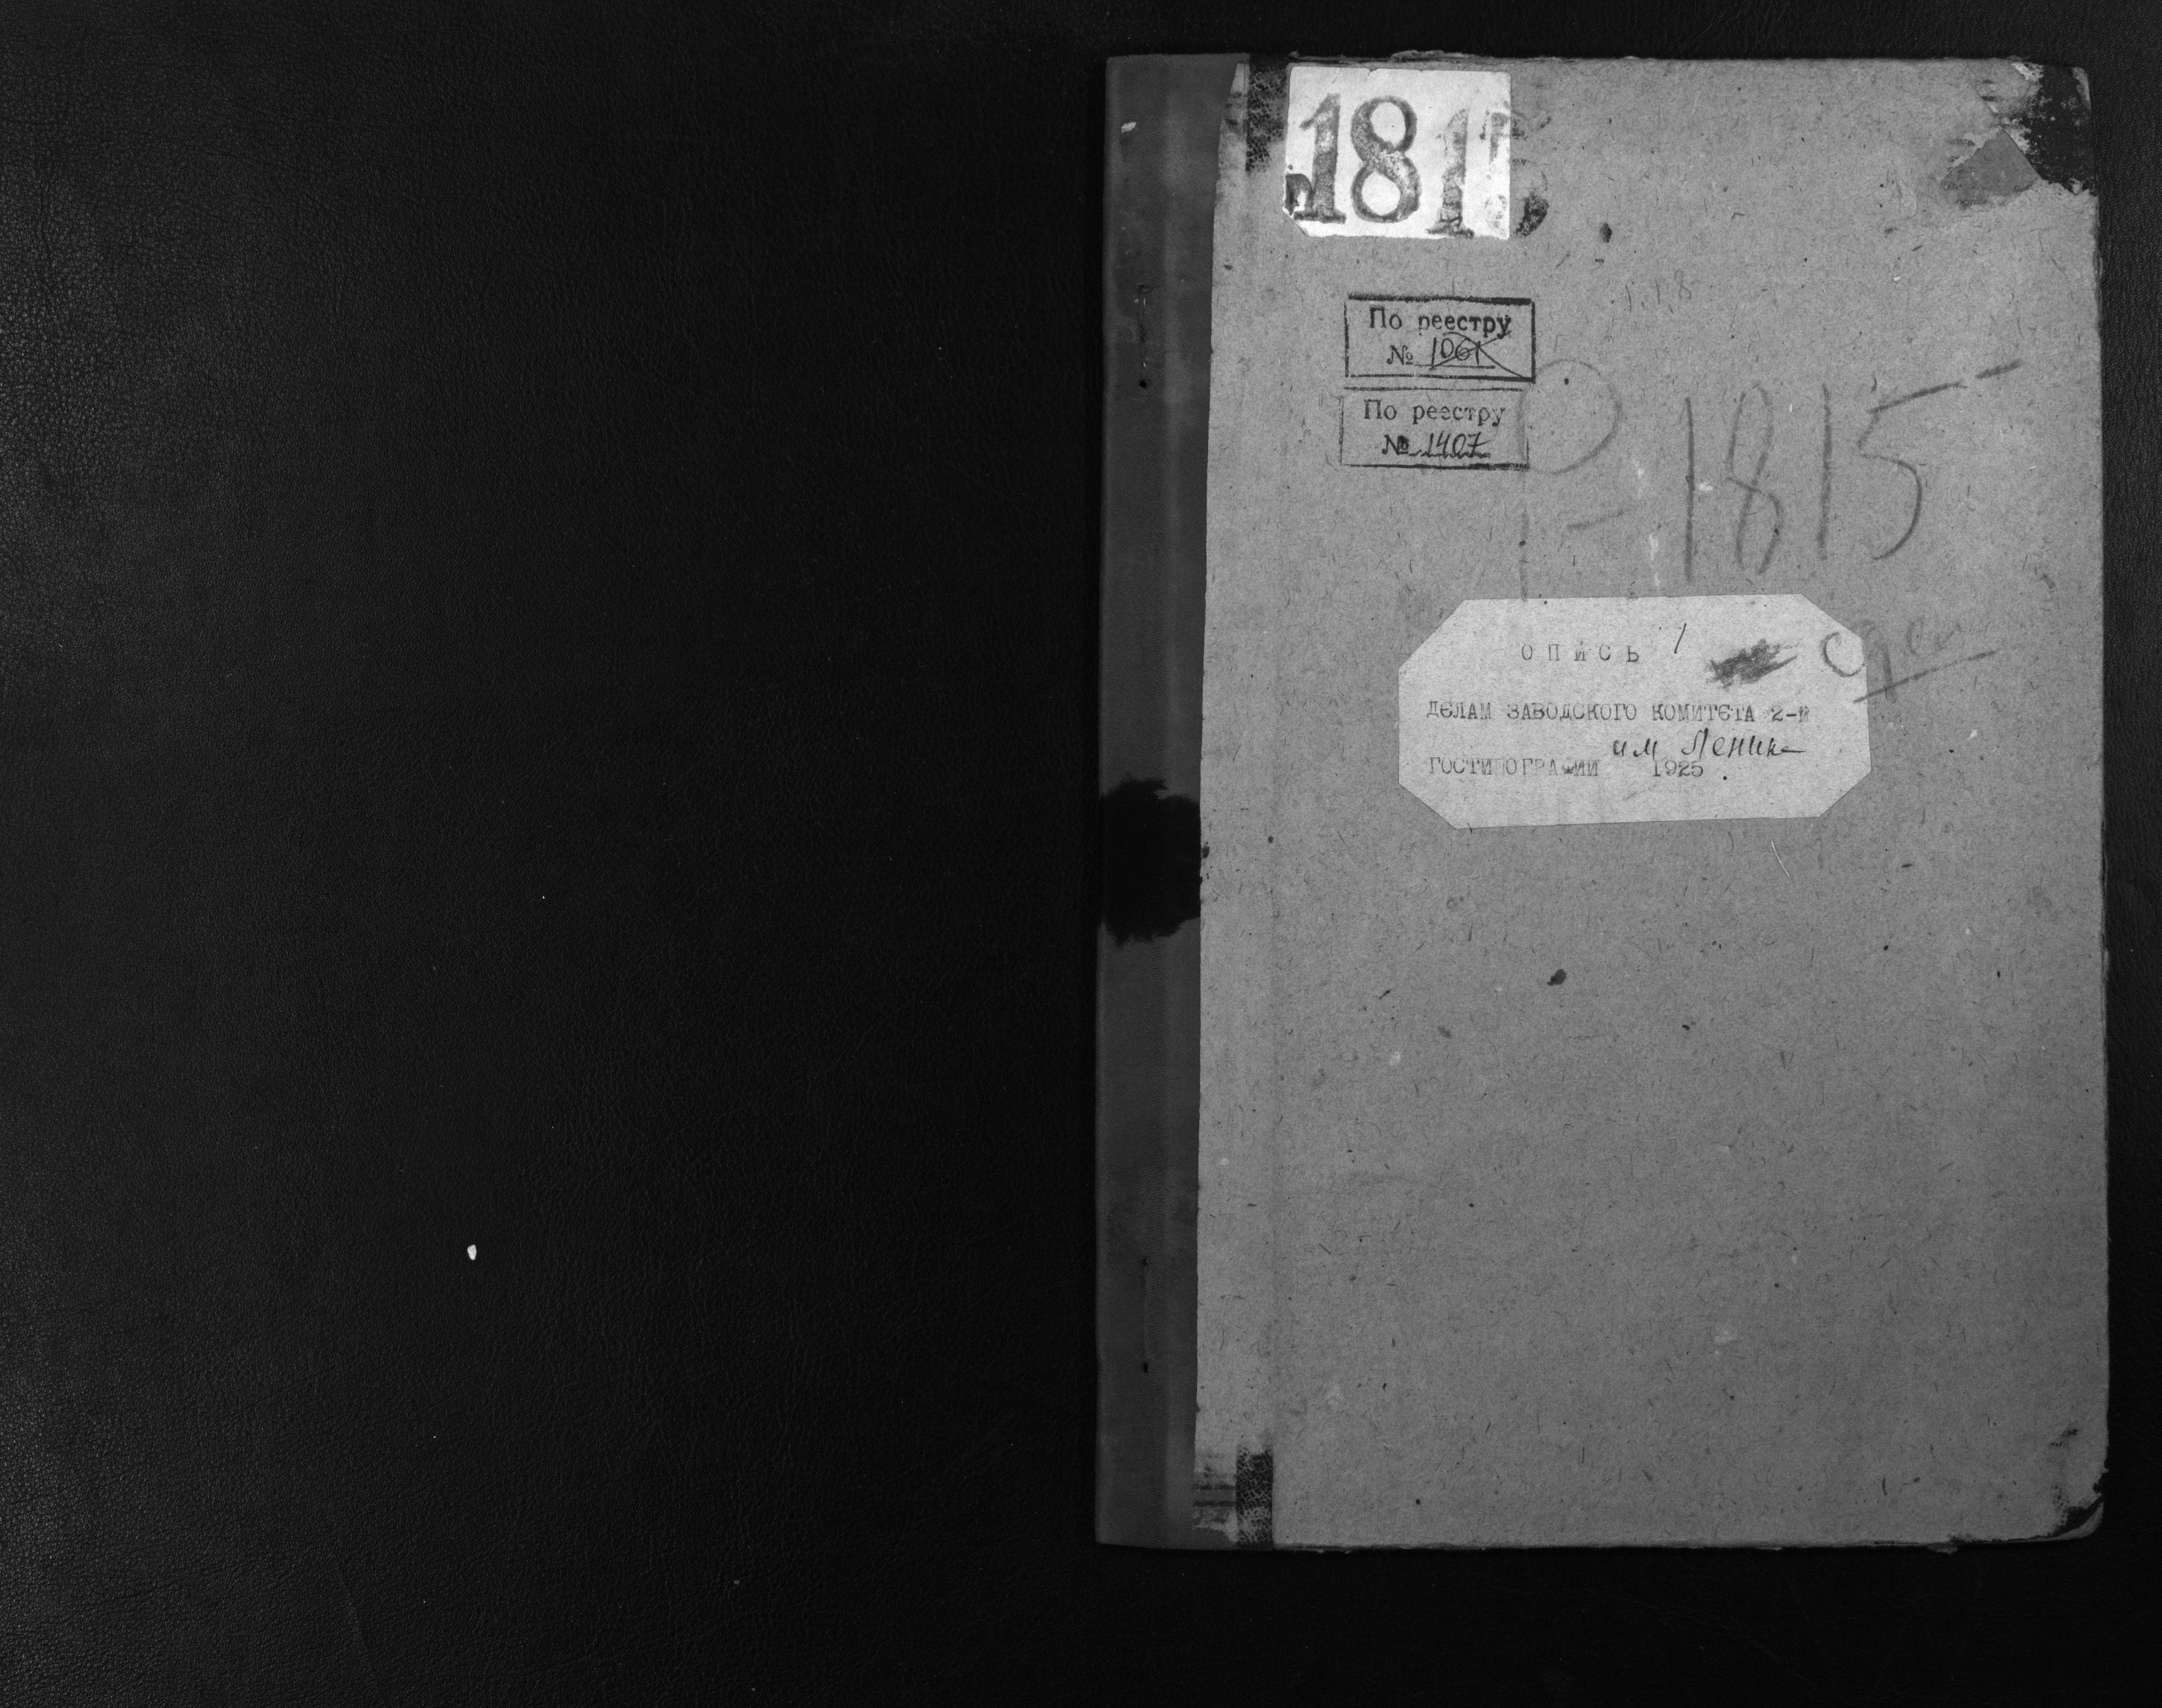 1815
По реестру
№ 1061
По реестру
№ 1407
Р-1815
ОПИСЬ 1
ДЕЛАМ ЗАВОДСКОГО КОМИТЕТА 2-Й
им Ленина
ГОСТИПОГРАФИИ 1925